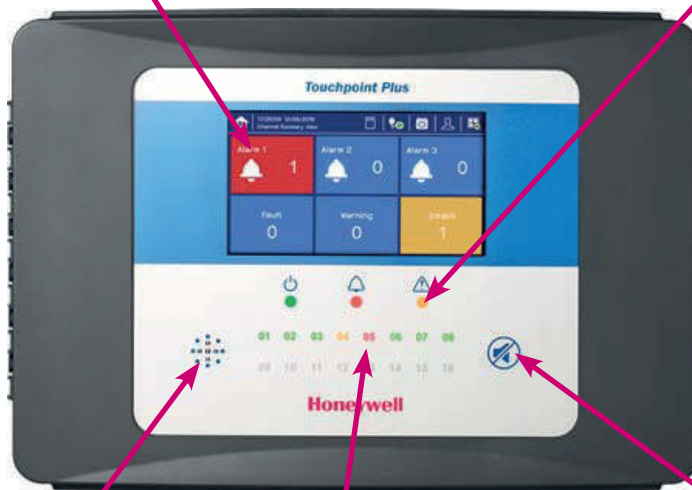 Touchpoint Plus
Channel Summary View
Alarm 1
1
Alarm 2
0
Alarm 3
0
Fault
0
Warning
0
Inhibit
1
01 02 03 04 05 06 07 08
09 10 11 12 13 14 15 16
Honeywell